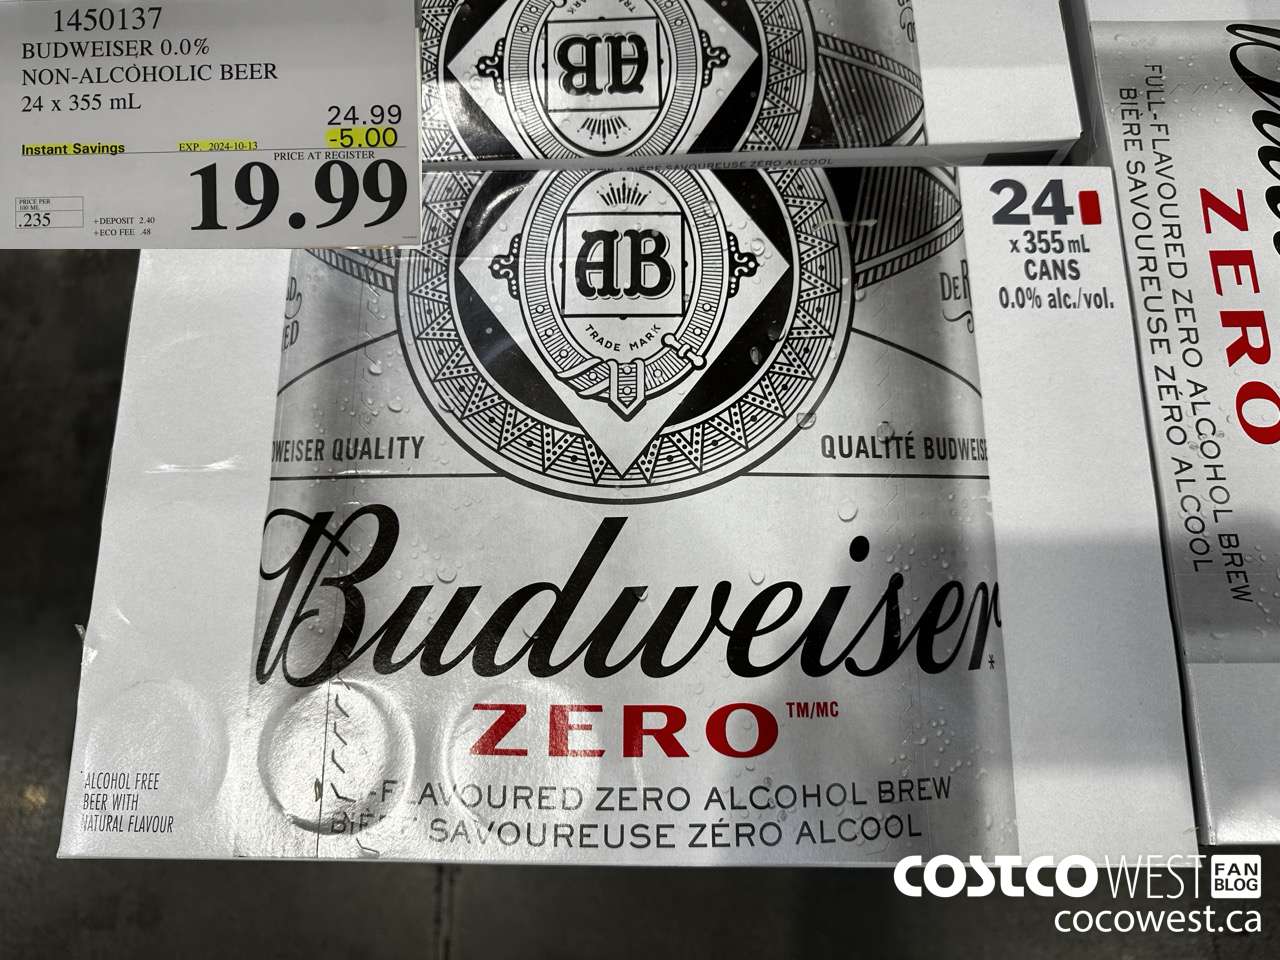 1450137
BUDWEISER 0.0%
NON-ALCOHOLIC BEER
24 x 355 mL
24.99
-5.00
Instant Savings
EXP. 2024-10-13
PRICE AT REGISTER
19.99
PRICE PER
100 ML
.235
+DEPOSIT 2.40
+ECO FEE .48
AB
BIÈRE SAVOUREUSE ZÉRO ALCOOL
24
x 355 mL
CANS
0.0% alc./vol.
AB
TRADE MARK
WEISER QUALITY
QUALITÉ BUDWEIS
Budweiser
ZERO TM/MC
-FLAVOURED ZERO ALCOHOL BREW
SAVOUREUSE ZÉRO ALCOOL
ALCOHOL FREE
BEER WITH
NATURAL FLAVOUR
ZERO
FULL-FLAVOURED ZERO ALCOHOL BREW
BIÈRE SAVOUREUSE ZÉRO ALCOOL
COSTCO WEST FAN BLOG
cocowest.ca